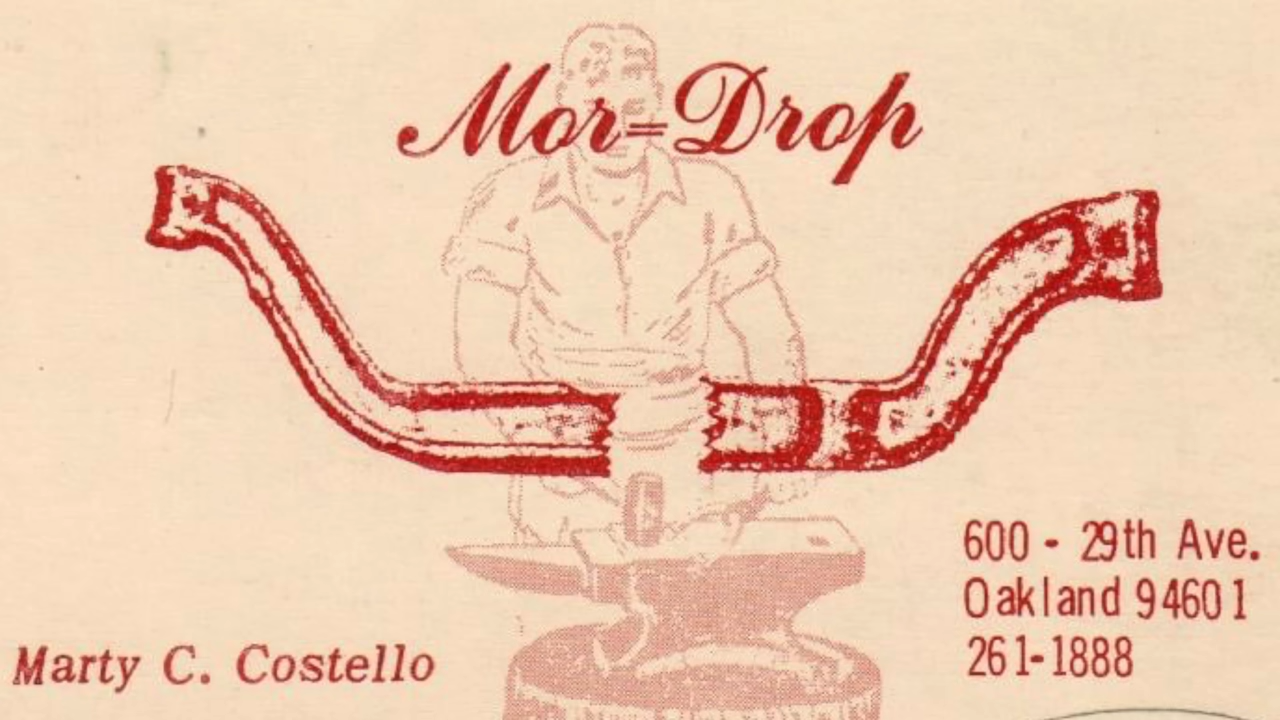 Mor=Drop
600 - 29th Ave.
Oakland 94601
261-1888
Marty C. Costello